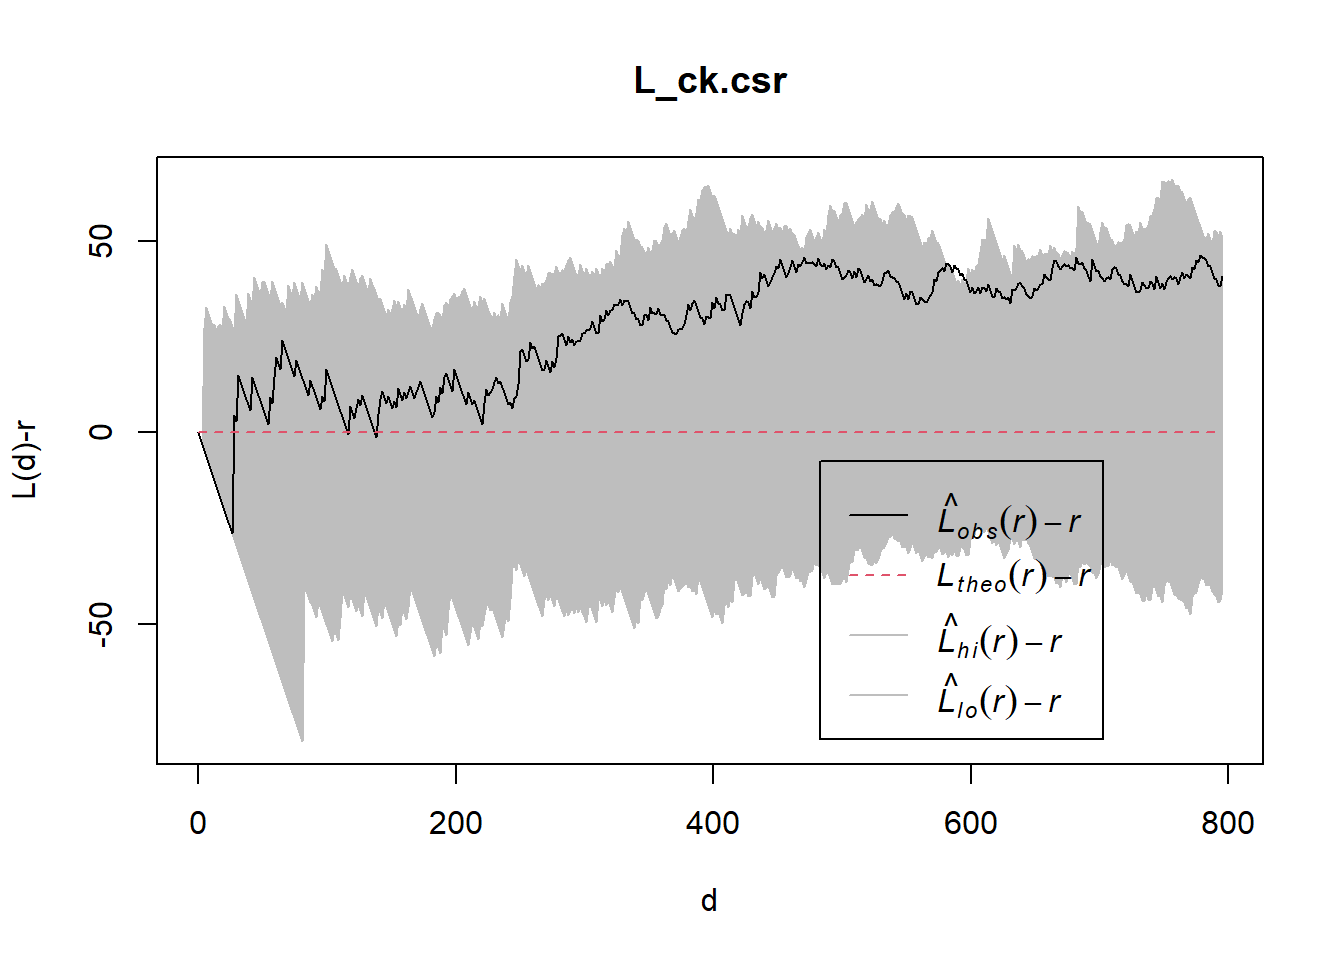 L_ck.csr
L(d)-r
50
0
-50
0 200 400 600 800
d
L̂obs(r) − r
Ltheo(r) − r
L̂hi(r) − r
L̂lo(r) − r